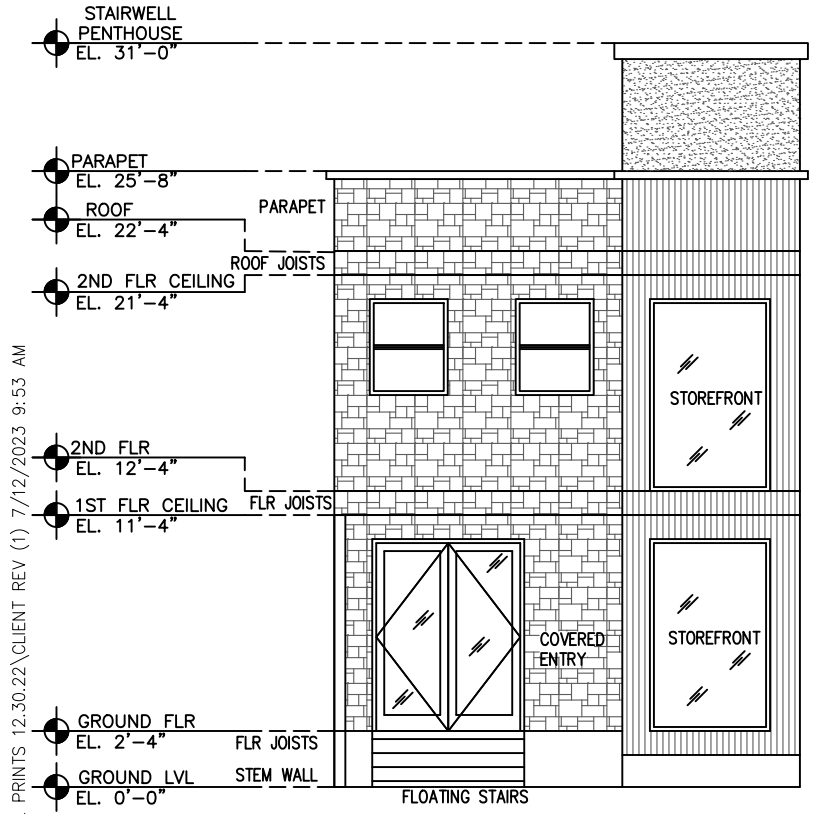 STAIRWELL
PENTHOUSE
EL. 31'-0"
PARAPET
EL. 25'-8"
PARAPET
ROOF
EL. 22'-4"
ROOF JOISTS
2ND FLR CEILING
EL. 21'-4"
STOREFRONT
2ND FLR
EL. 12'-4"
1ST FLR CEILING
FLR JOISTS
EL. 11'-4"
COVERED
ENTRY
STOREFRONT
GROUND FLR
EL. 2'-4"
FLR JOISTS
GROUND LVL
STEM WALL
EL. 0'-0"
FLOATING STAIRS
PRINTS 12.30.22\CLIENT REV (1) 7/12/2023 9:53 AM